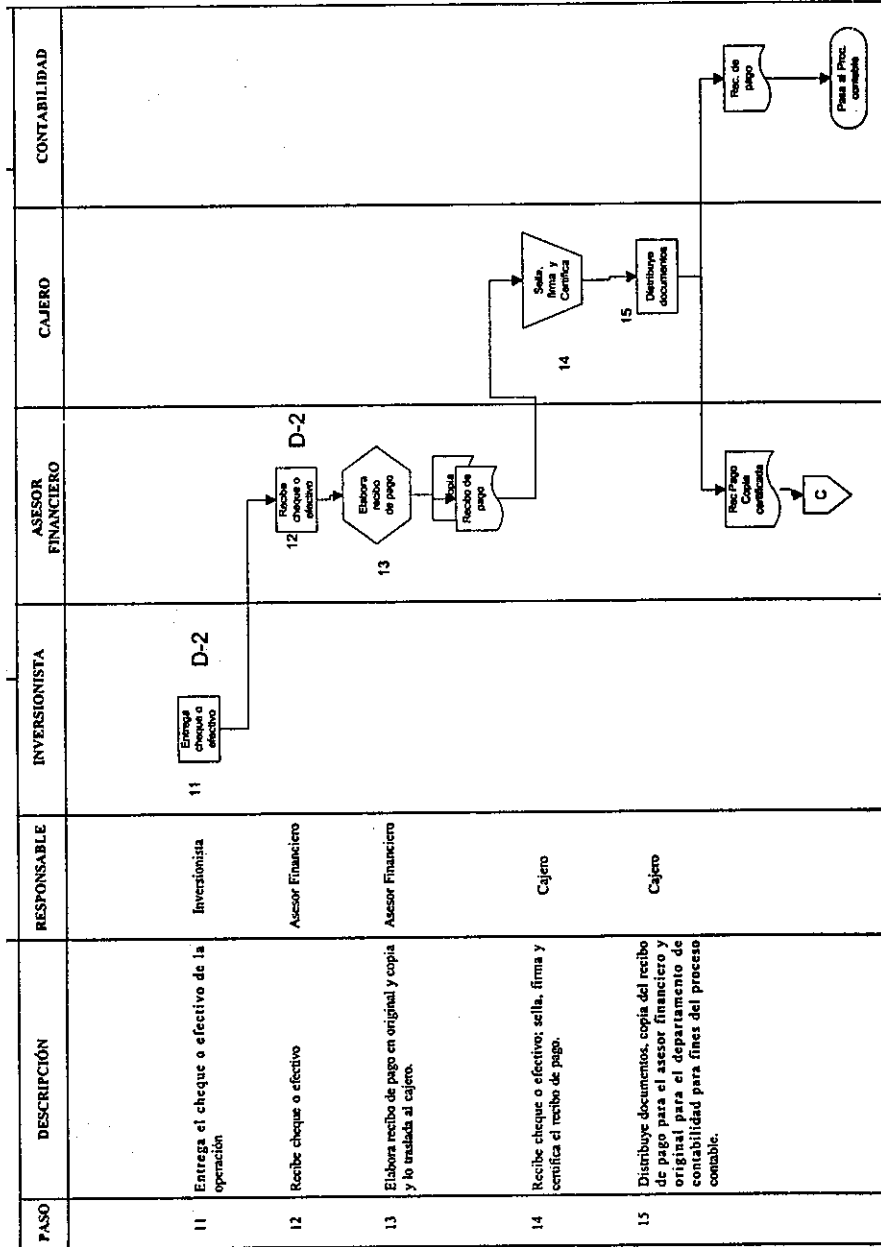 PASO DESCRIPCIÓN RESPONSABLE INVERSIONISTA ASESOR FINANCIERO CAJERO CONTABILIDAD
11 Entrega el cheque o efectivo de la
operación
Inversionista
11
Entrega
cheque o
efectivo
D-2
12 Recibe cheque o efectivo
Asesor Financiero
12
Recibe
cheque o
efectivo
D-2
13 Elabora recibo de pago en original y copia
y lo traslada al cajero.
Asesor Financiero
13
Elabora
recibo
de pago
copia
Recibo de
pago
14 Recibe cheque o efectivo; sella, firma y
certifica el recibo de pago.
Cajero
14
Sella,
firma y
Certifica
15 Distribuye documentos, copia del recibo
de pago para el asesor financiero y
original para el departamento de
contabilidad para fines del proceso
contable.
Cajero
15
Distribuye
documentos
Rec Pago
Copia
certificada
C
Rec. de
pago
Pasa al Proc.
contable